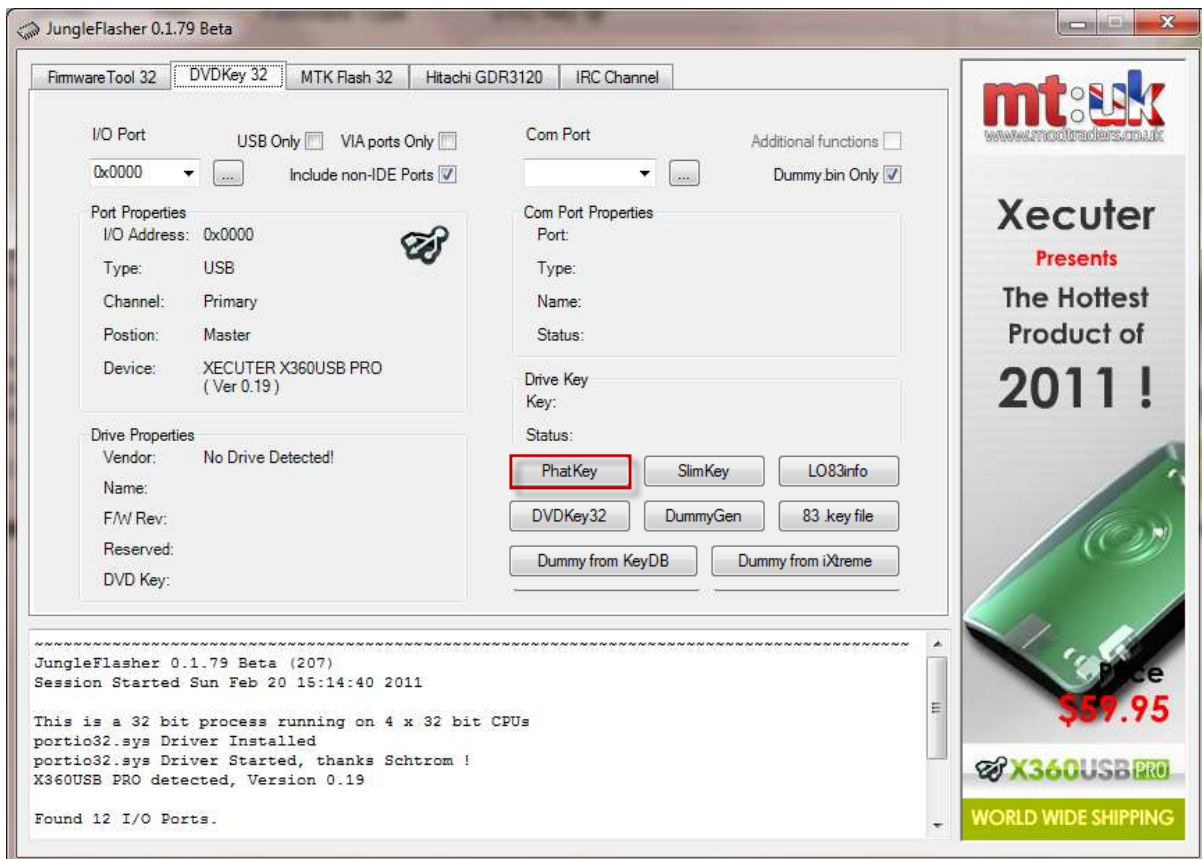 JungleFlasher 0.1.79 Beta
FirmwareTool 32
DVDKey 32
MTK Flash 32
Hitachi GDR3120
IRC Channel
I/O Port
USB Only
VIA ports Only
0x0000
...
Include non-IDE Ports
Com Port
Additional functions
...
Dummy.bin Only
Port Properties
I/O Address: 0x0000
Type: USB
Channel: Primary
Postion: Master
Device: XECUTER X360USB PRO
( Ver 0.19 )
Com Port Properties
Port:
Type:
Name:
Status:
Drive Key
Key:
Status:
Drive Properties
Vendor: No Drive Detected!
Name:
F/W Rev:
Reserved:
DVD Key:
PhatKey
SlimKey
LO83info
DVDKey32
DummyGen
83 .key file
Dummy from KeyDB
Dummy from iXtreme
JungleFlasher 0.1.79 Beta (207)
Session Started Sun Feb 20 15:14:40 2011
This is a 32 bit process running on 4 x 32 bit CPUs
portio32.sys Driver Installed
portio32.sys Driver Started, thanks Schtrom !
X360USB PRO detected, Version 0.19
Found 12 I/O Ports.
mt:uk
www.modtraders.co.uk
Xecuter
Presents
The Hottest
Product of
2011 !
$59.95
X360USB PRO
WORLD WIDE SHIPPING